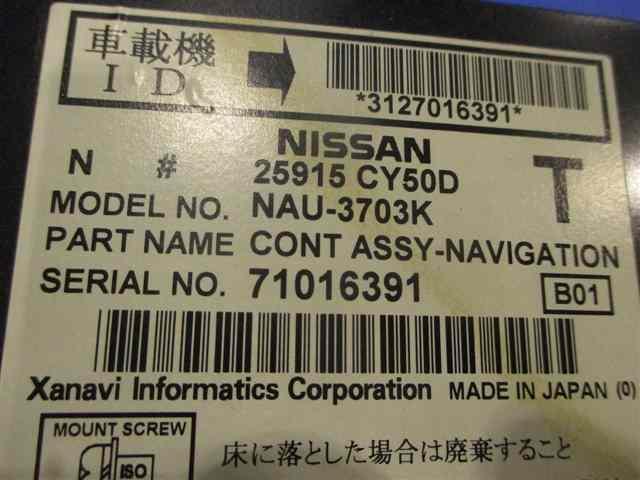 車載機
I D
*3127016391*
NISSAN
N # 25915 CY50D
T
MODEL NO. NAU-3703K
PART NAME CONT ASSY-NAVIGATION
SERIAL NO. 71016391
B01
Xanavi Informatics Corporation MADE IN JAPAN (0)
MOUNT SCREW
ISO
床に落とした場合は廃棄すること